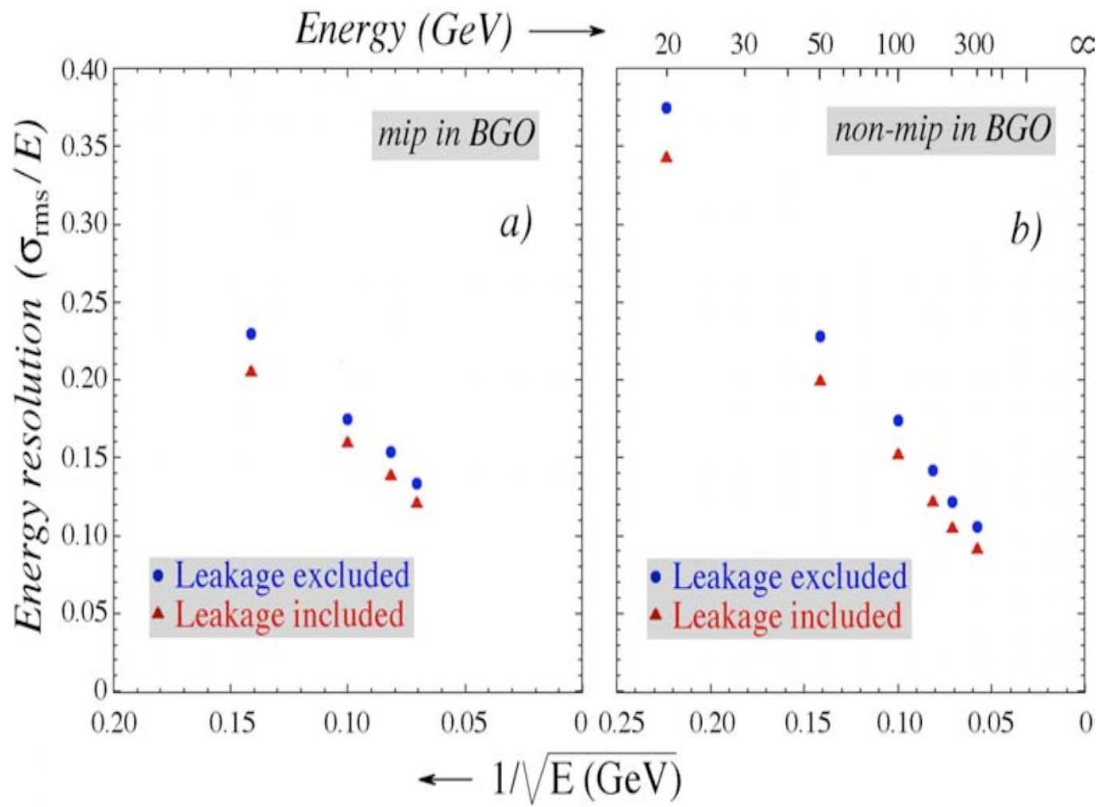 Energy (GeV) →
20 30 50 100 300 ∞
Energy resolution (σrms/E)
0.40
0.35
0.30
0.25
0.20
0.15
0.10
0.05
0
mip in BGO
a)
Leakage excluded
Leakage included
0.20 0.15 0.10 0.05 0
non-mip in BGO
b)
Leakage excluded
Leakage included
0.25 0.20 0.15 0.10 0.05 0
← 1/√E (GeV)